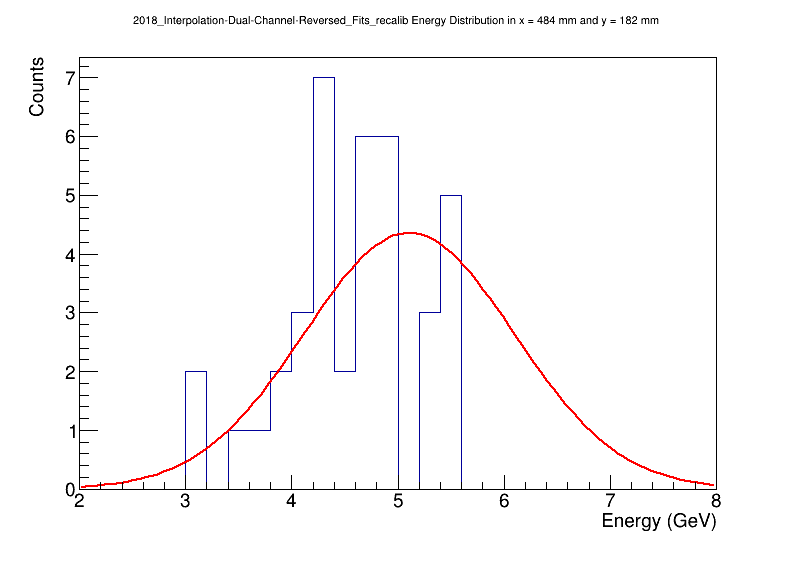 2018_Interpolation-Dual-Channel-Reversed_Fits_recalib Energy Distribution in x = 484 mm and y = 182 mm
Counts
7
6
5
4
3
2
1
0
2 3 4 5 6 7 8
Energy (GeV)